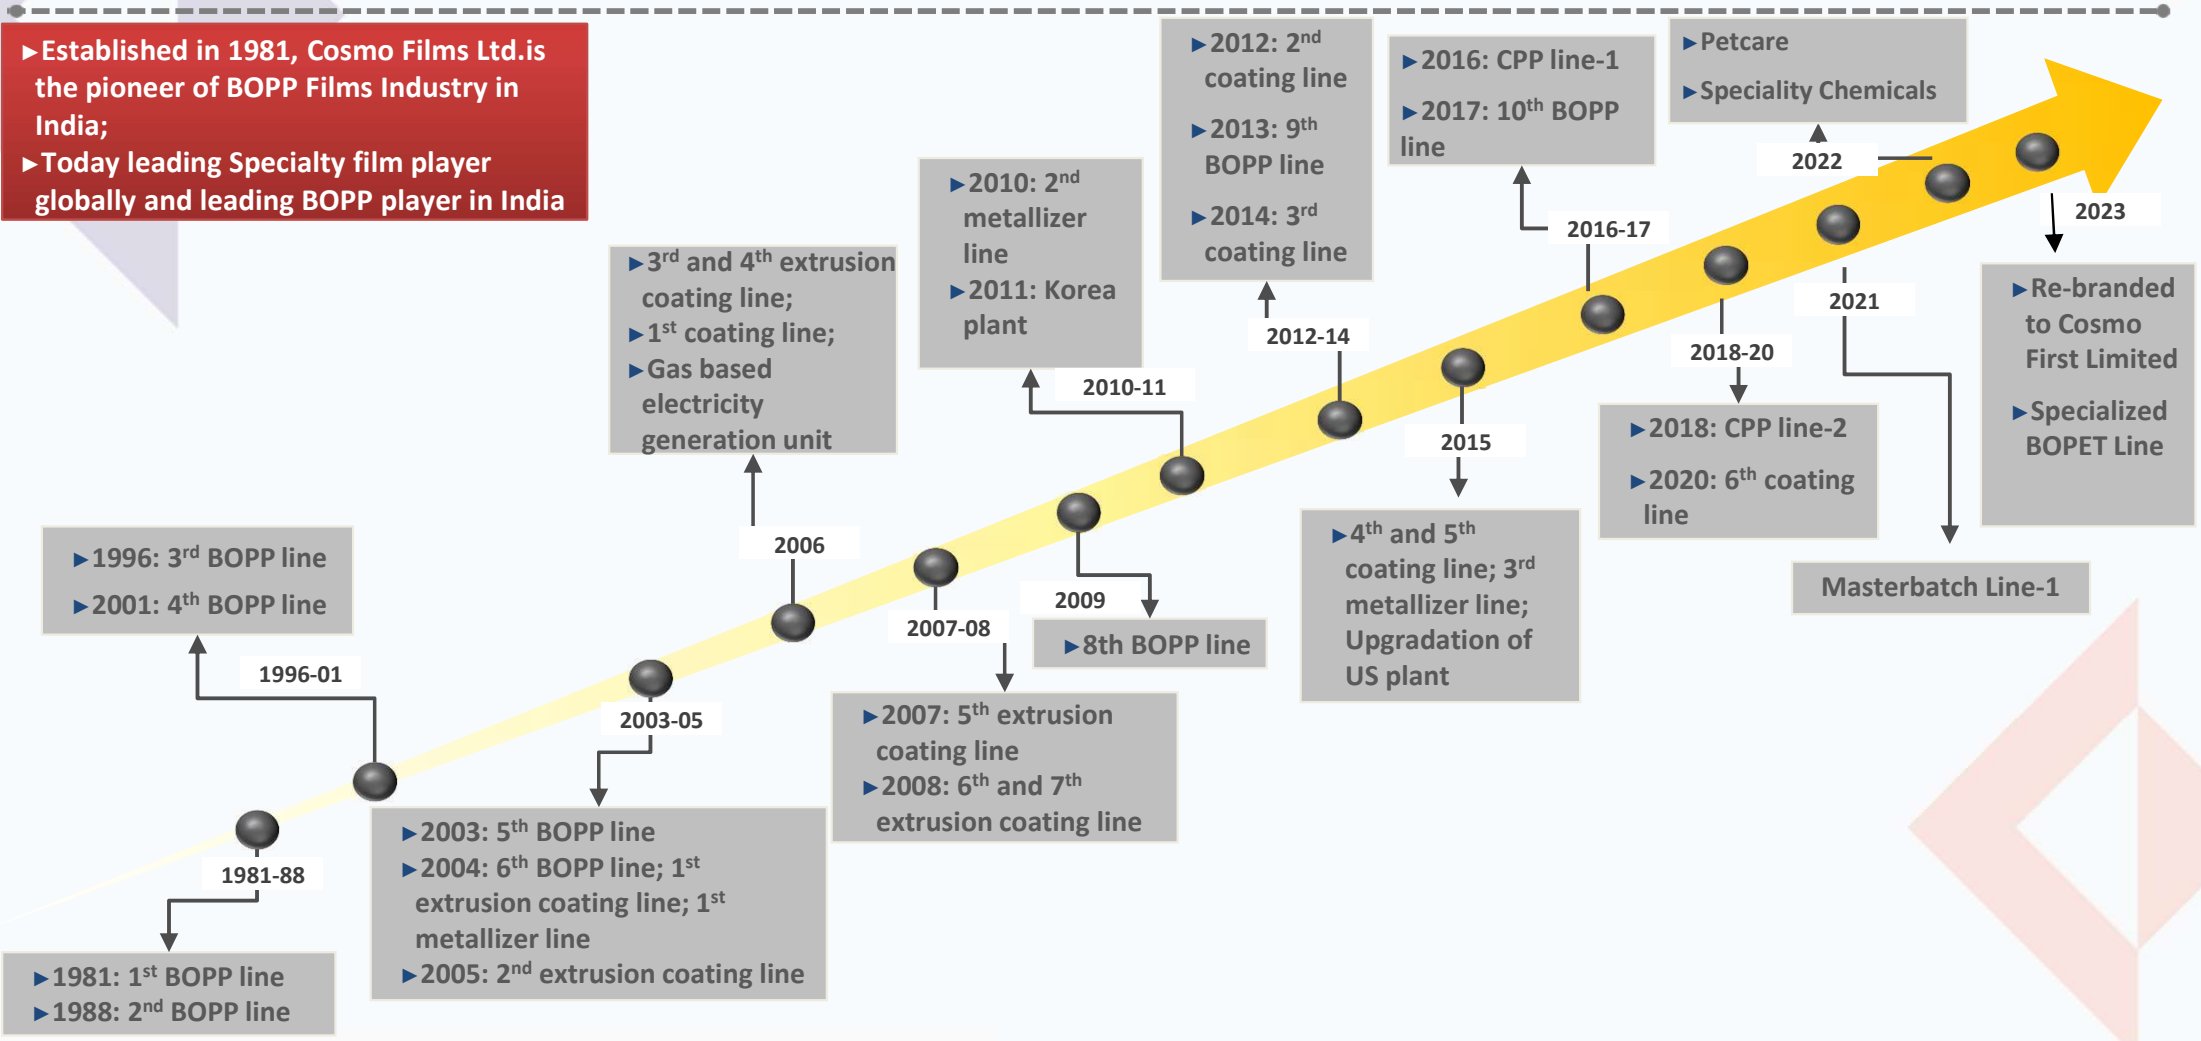 ►Established in 1981, Cosmo Films Ltd.is
the pioneer of BOPP Films Industry in
India;
►Today leading Specialty film player
globally and leading BOPP player in India
►1981: 1st BOPP line
►1988: 2nd BOPP line
1981-88
►1996: 3rd BOPP line
►2001: 4th BOPP line
1996-01
2003-05
►2003: 5th BOPP line
►2004: 6th BOPP line; 1st
extrusion coating line; 1st
metallizer line
►2005: 2nd extrusion coating line
►3rd and 4th extrusion
coating line;
►1st coating line;
►Gas based
electricity
generation unit
2006
2007-08
►2007: 5th extrusion
coating line
►2008: 6th and 7th
extrusion coating line
2009
►8th BOPP line
►2010: 2nd
metallizer
line
►2011: Korea
plant
2010-11
►2012: 2nd
coating line
►2013: 9th
BOPP line
►2014: 3rd
coating line
2012-14
2015
►4th and 5th
coating line; 3rd
metallizer line;
Upgradation of
US plant
►2016: CPP line-1
►2017: 10th BOPP
line
2016-17
2018-20
►2018: CPP line-2
►2020: 6th coating
line
2021
Masterbatch Line-1
►Petcare
►Speciality Chemicals
2022
2023
►Re-branded
to Cosmo
First Limited
►Specialized
BOPET Line